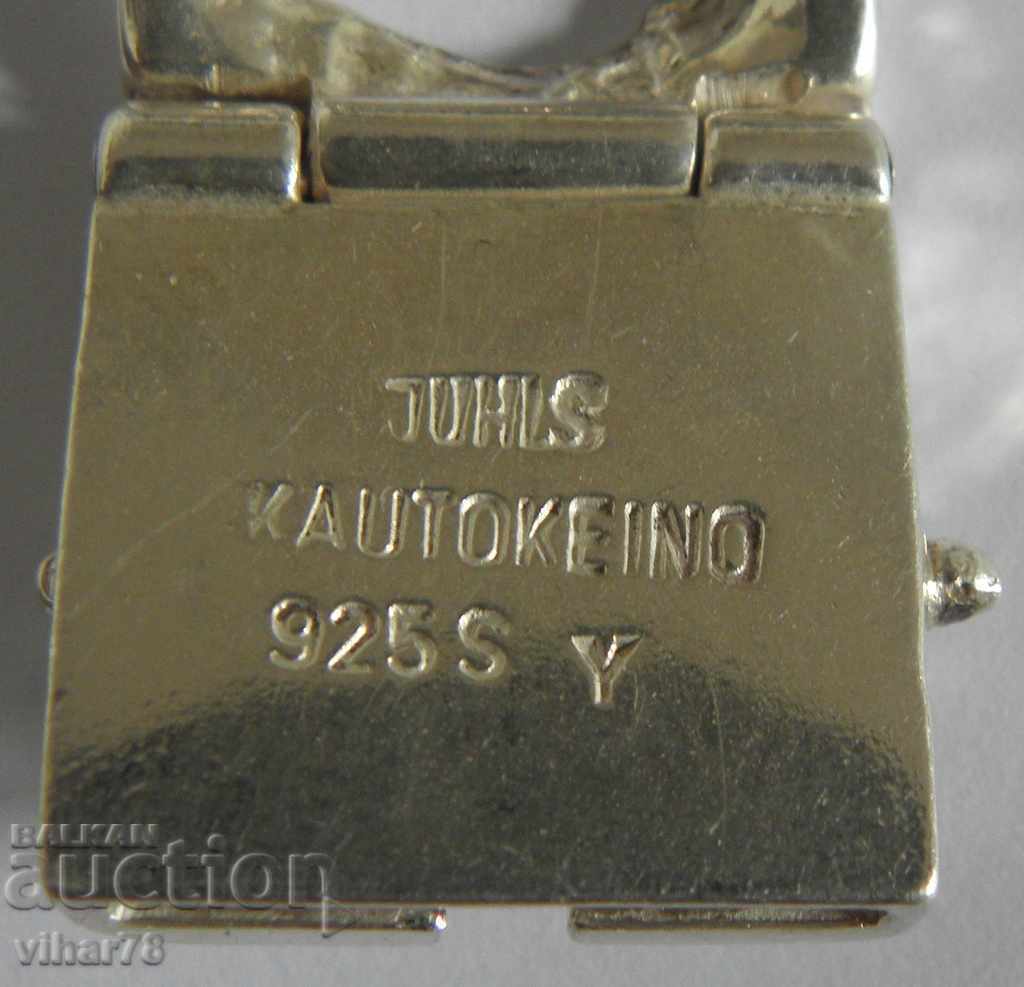 JUHLS
KAUTOKEINO
925S Y
BALKAN
auction
vihar78